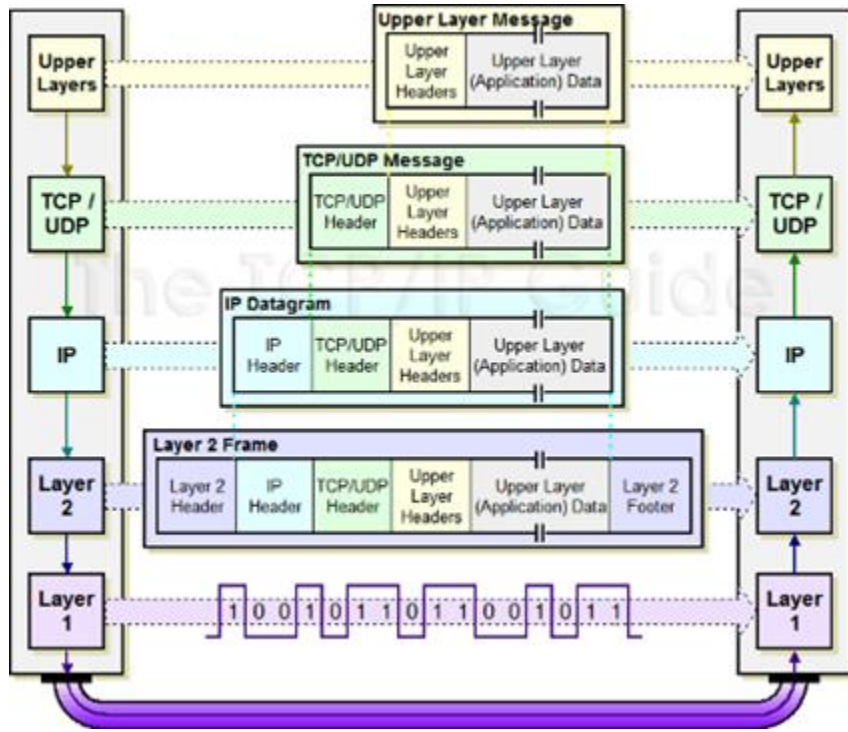 Upper Layer Message
Upper
Layers
Upper
Layer
Headers
Upper Layer
(Application) Data
Upper
Layers
TCP/UDP Message
TCP /
UDP
TCP/UDP
Header
Upper
Layer
Headers
Upper Layer
(Application) Data
TCP /
UDP
The TCP/IP Guide
IP Datagram
IP
IP
Header
TCP/UDP
Header
Upper
Layer
Headers
Upper Layer
(Application) Data
IP
Layer 2 Frame
Layer
2
Layer 2
Header
IP
Header
TCP/UDP
Header
Upper
Layer
Headers
Upper Layer
(Application) Data
Layer 2
Footer
Layer
2
Layer
1
1 0 0 1 0 1 1 0 1 1 0 0 1 0 1 1
Layer
1